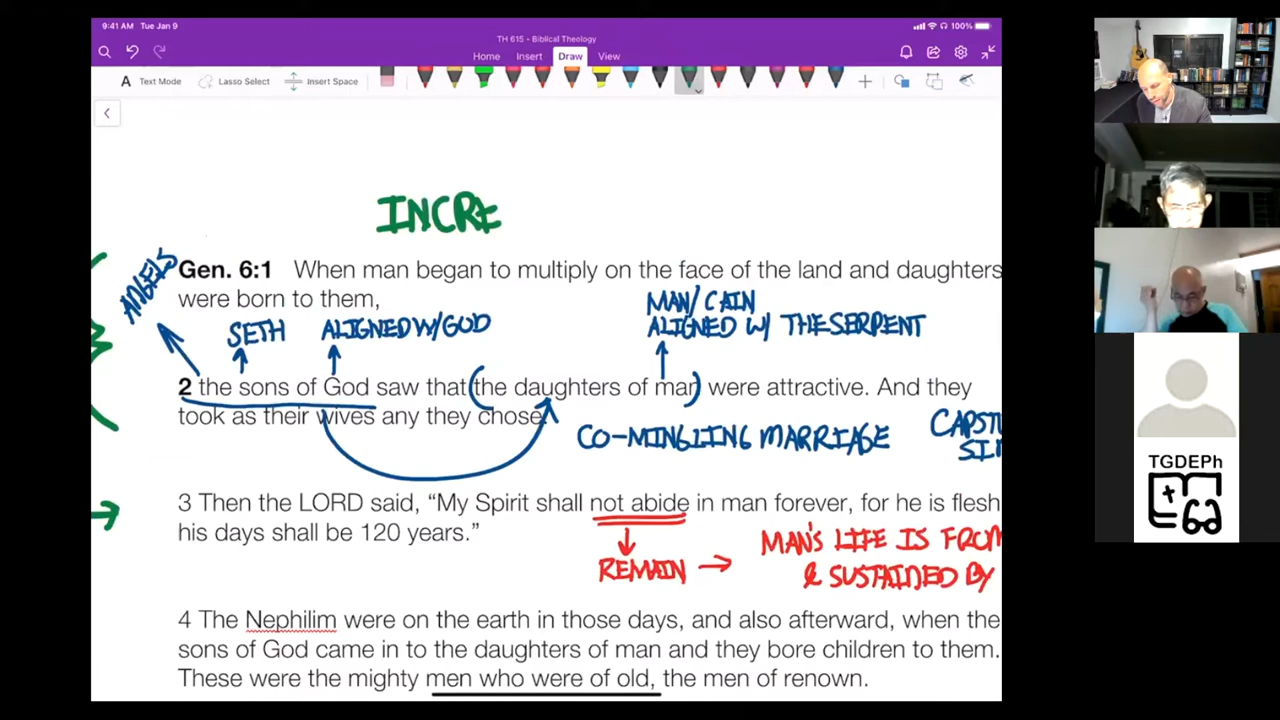 9:41 AM Tue Jan 9
100%
TH 615 - Biblical Theology
Home Insert Draw View
A Text Mode Lasso Select Insert Space
INCRE
Gen. 6:1 When man began to multiply on the face of the land and daughters
were born to them,
ANGELS
MAN/CAIN
SETH ALIGNED W/ GOD ALIGNED W/ THE SERPENT
2 the sons of God saw that (the daughters of man) were attractive. And they
took as their wives any they chose.
CO-MINGLING MARRIAGE CAPSTO
SIN
3 Then the LORD said, “My Spirit shall not abide in man forever, for he is flesh
his days shall be 120 years.”
MAN'S LIFE IS FROM
REMAIN → & SUSTAINED BY
4 The Nephilim were on the earth in those days, and also afterward, when the
sons of God came in to the daughters of man and they bore children to them.
These were the mighty men who were of old, the men of renown.
TGDEPh